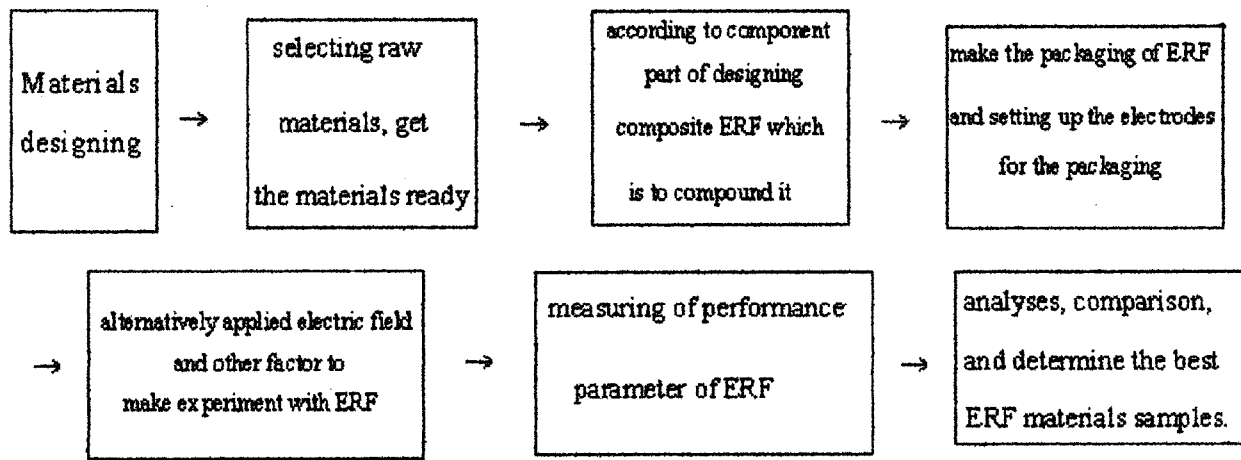 Materials
designing
→
selecting raw
materials, get
the materials ready
→
according to component
part of designing
composite ERF which
is to compound it
→
make the packaging of ERF
and setting up the electrodes
for the packaging
→
alternatively applied electric field
and other factor to
make experiment with ERF
→
measuring of performance
parameter of ERF
→
analyses, comparison,
and determine the best
ERF materials samples.